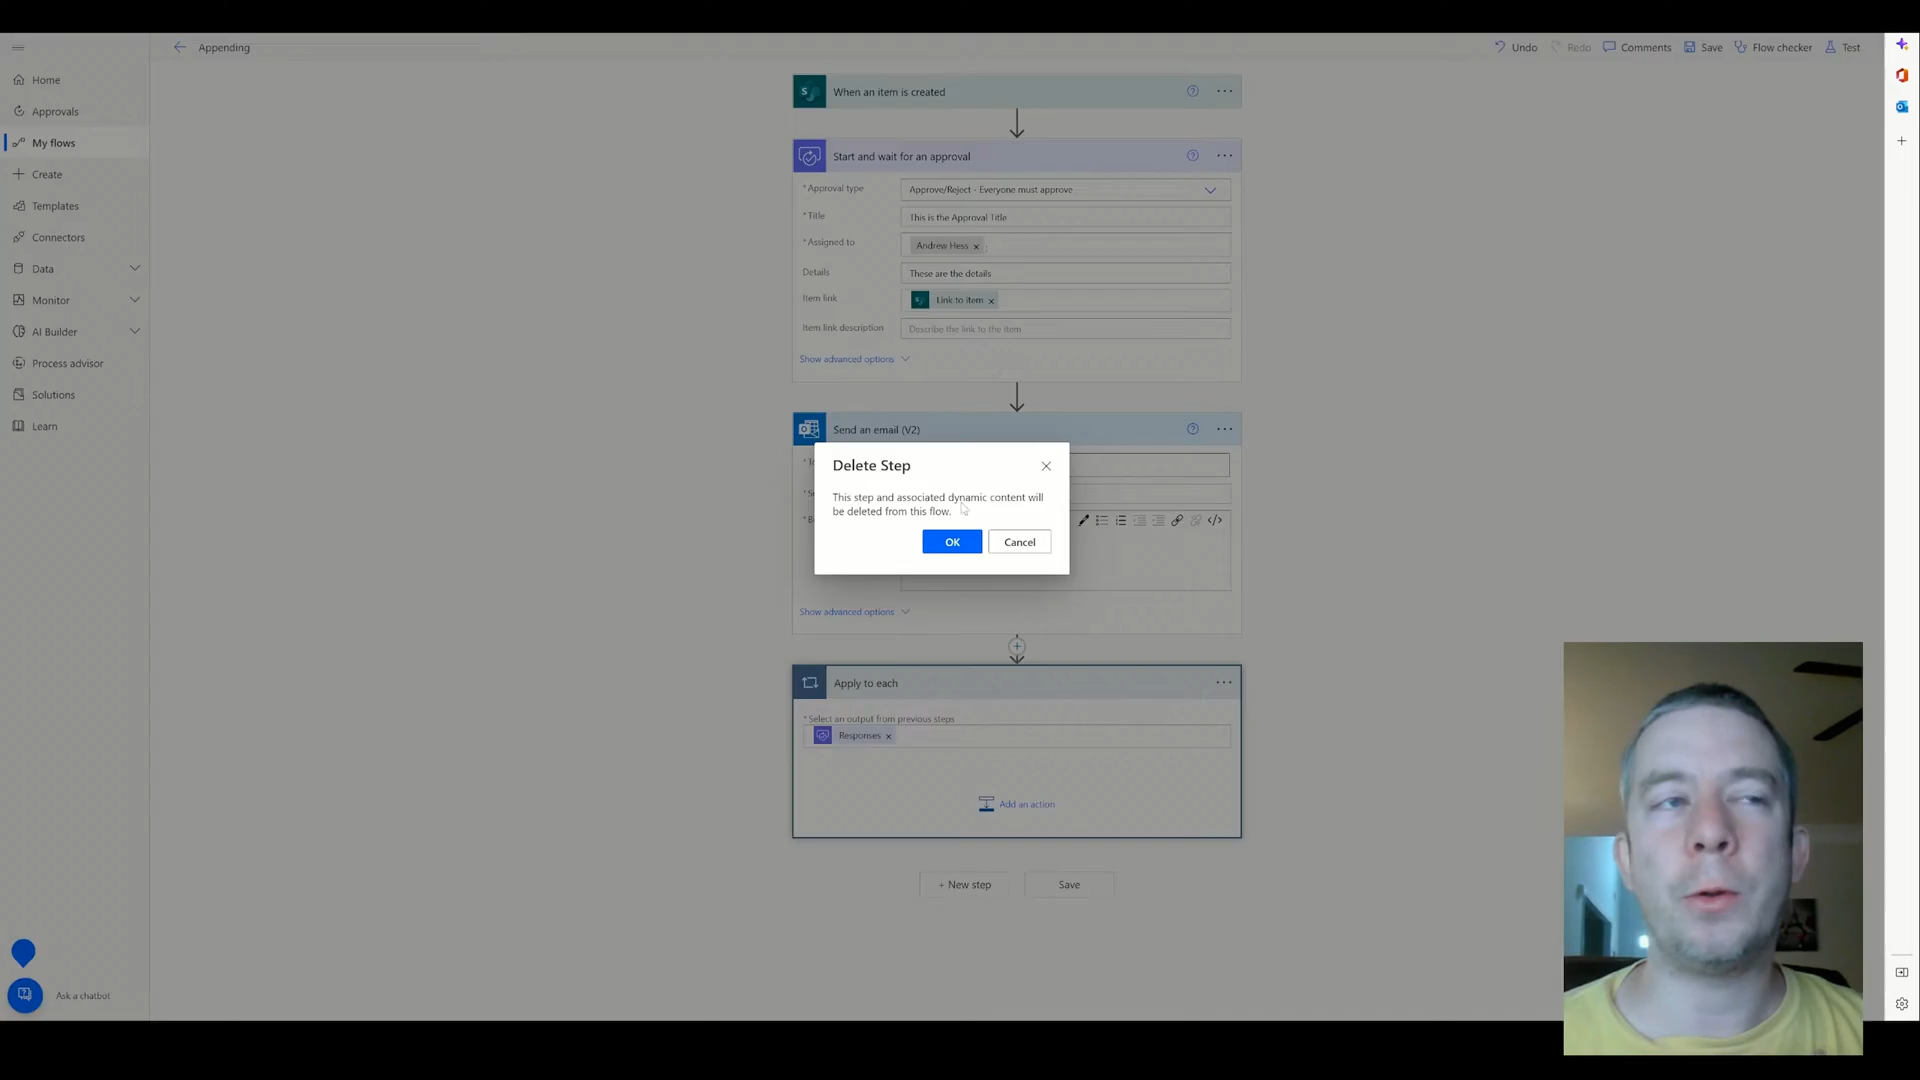 Appending
Undo
Redo
Comments
Save
Flow checker
Test
Home
Approvals
My flows
Create
Templates
Connectors
Data
Monitor
AI Builder
Process advisor
Solutions
Learn
Ask a chatbot
When an item is created
Start and wait for an approval
* Approval type
Approve/Reject - Everyone must approve
* Title
This is the Approval Title
* Assigned to
Andrew Hess ;
Details
These are the details
Item link
Link to item
Item link description
Describe the link to the item
Show advanced options
Send an email (V2)
Delete Step
This step and associated dynamic content will
be deleted from this flow.
OK
Cancel
Show advanced options
Apply to each
* Select an output from previous steps
Responses
Add an action
+ New step
Save